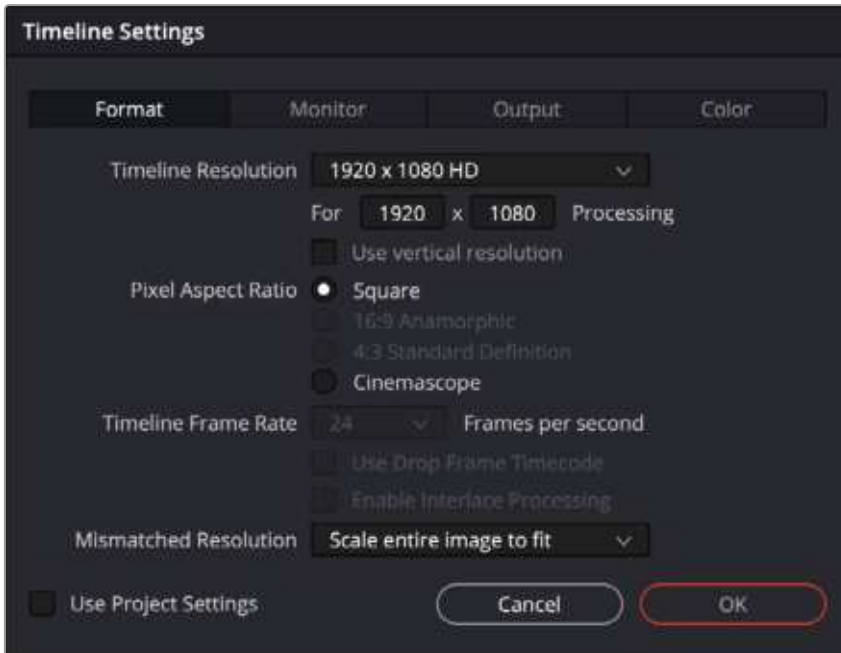 Timeline Settings
Format Monitor Output Color
Timeline Resolution 1920 x 1080 HD
For 1920 x 1080 Processing
Use vertical resolution
Pixel Aspect Ratio Square
16:9 Anamorphic
4:3 Standard Definition
Cinemascope
Timeline Frame Rate 24 Frames per second
Use Drop Frame Timecode
Enable Interlace Processing
Mismatched Resolution Scale entire image to fit
Use Project Settings Cancel OK